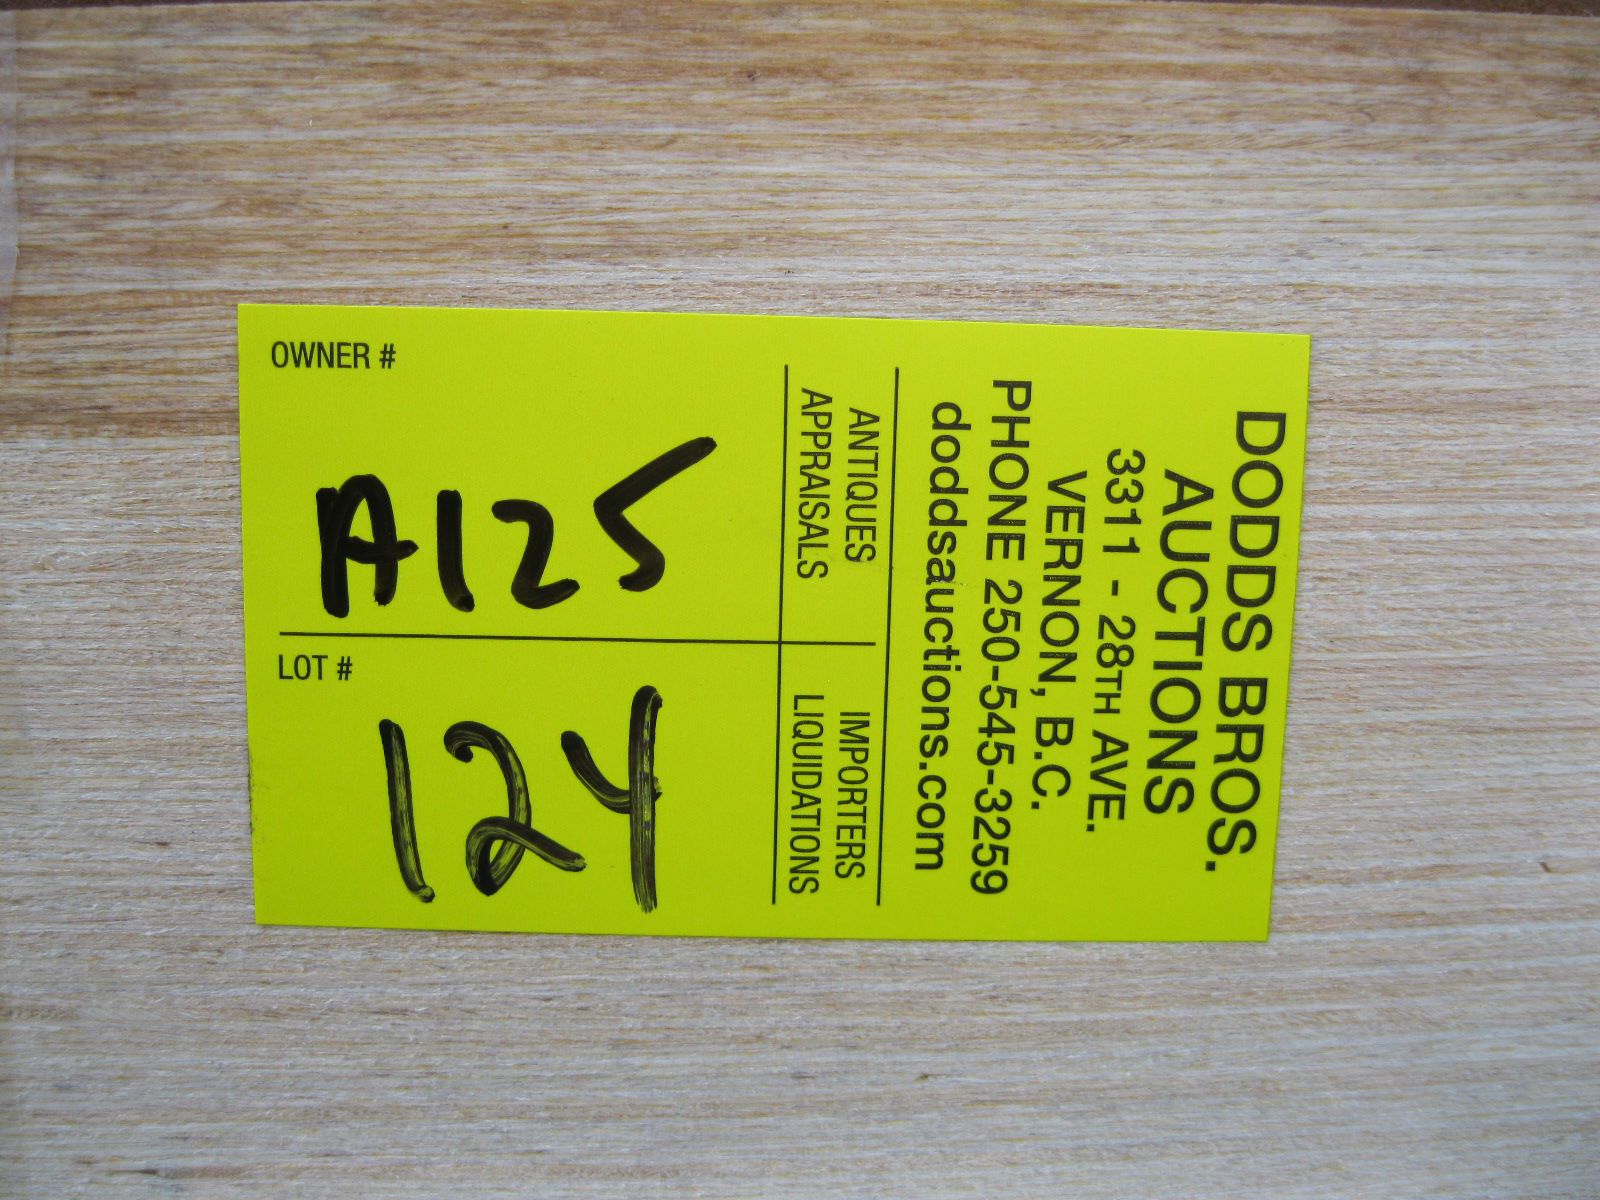 DODDS BROS.
AUCTIONS
3311 - 28TH AVE.
VERNON, B.C.
PHONE 250-545-3259
doddsauctions.com
ANTIQUES
APPRAISALS
IMPORTERS
LIQUIDATIONS
OWNER #
A125
LOT #
124